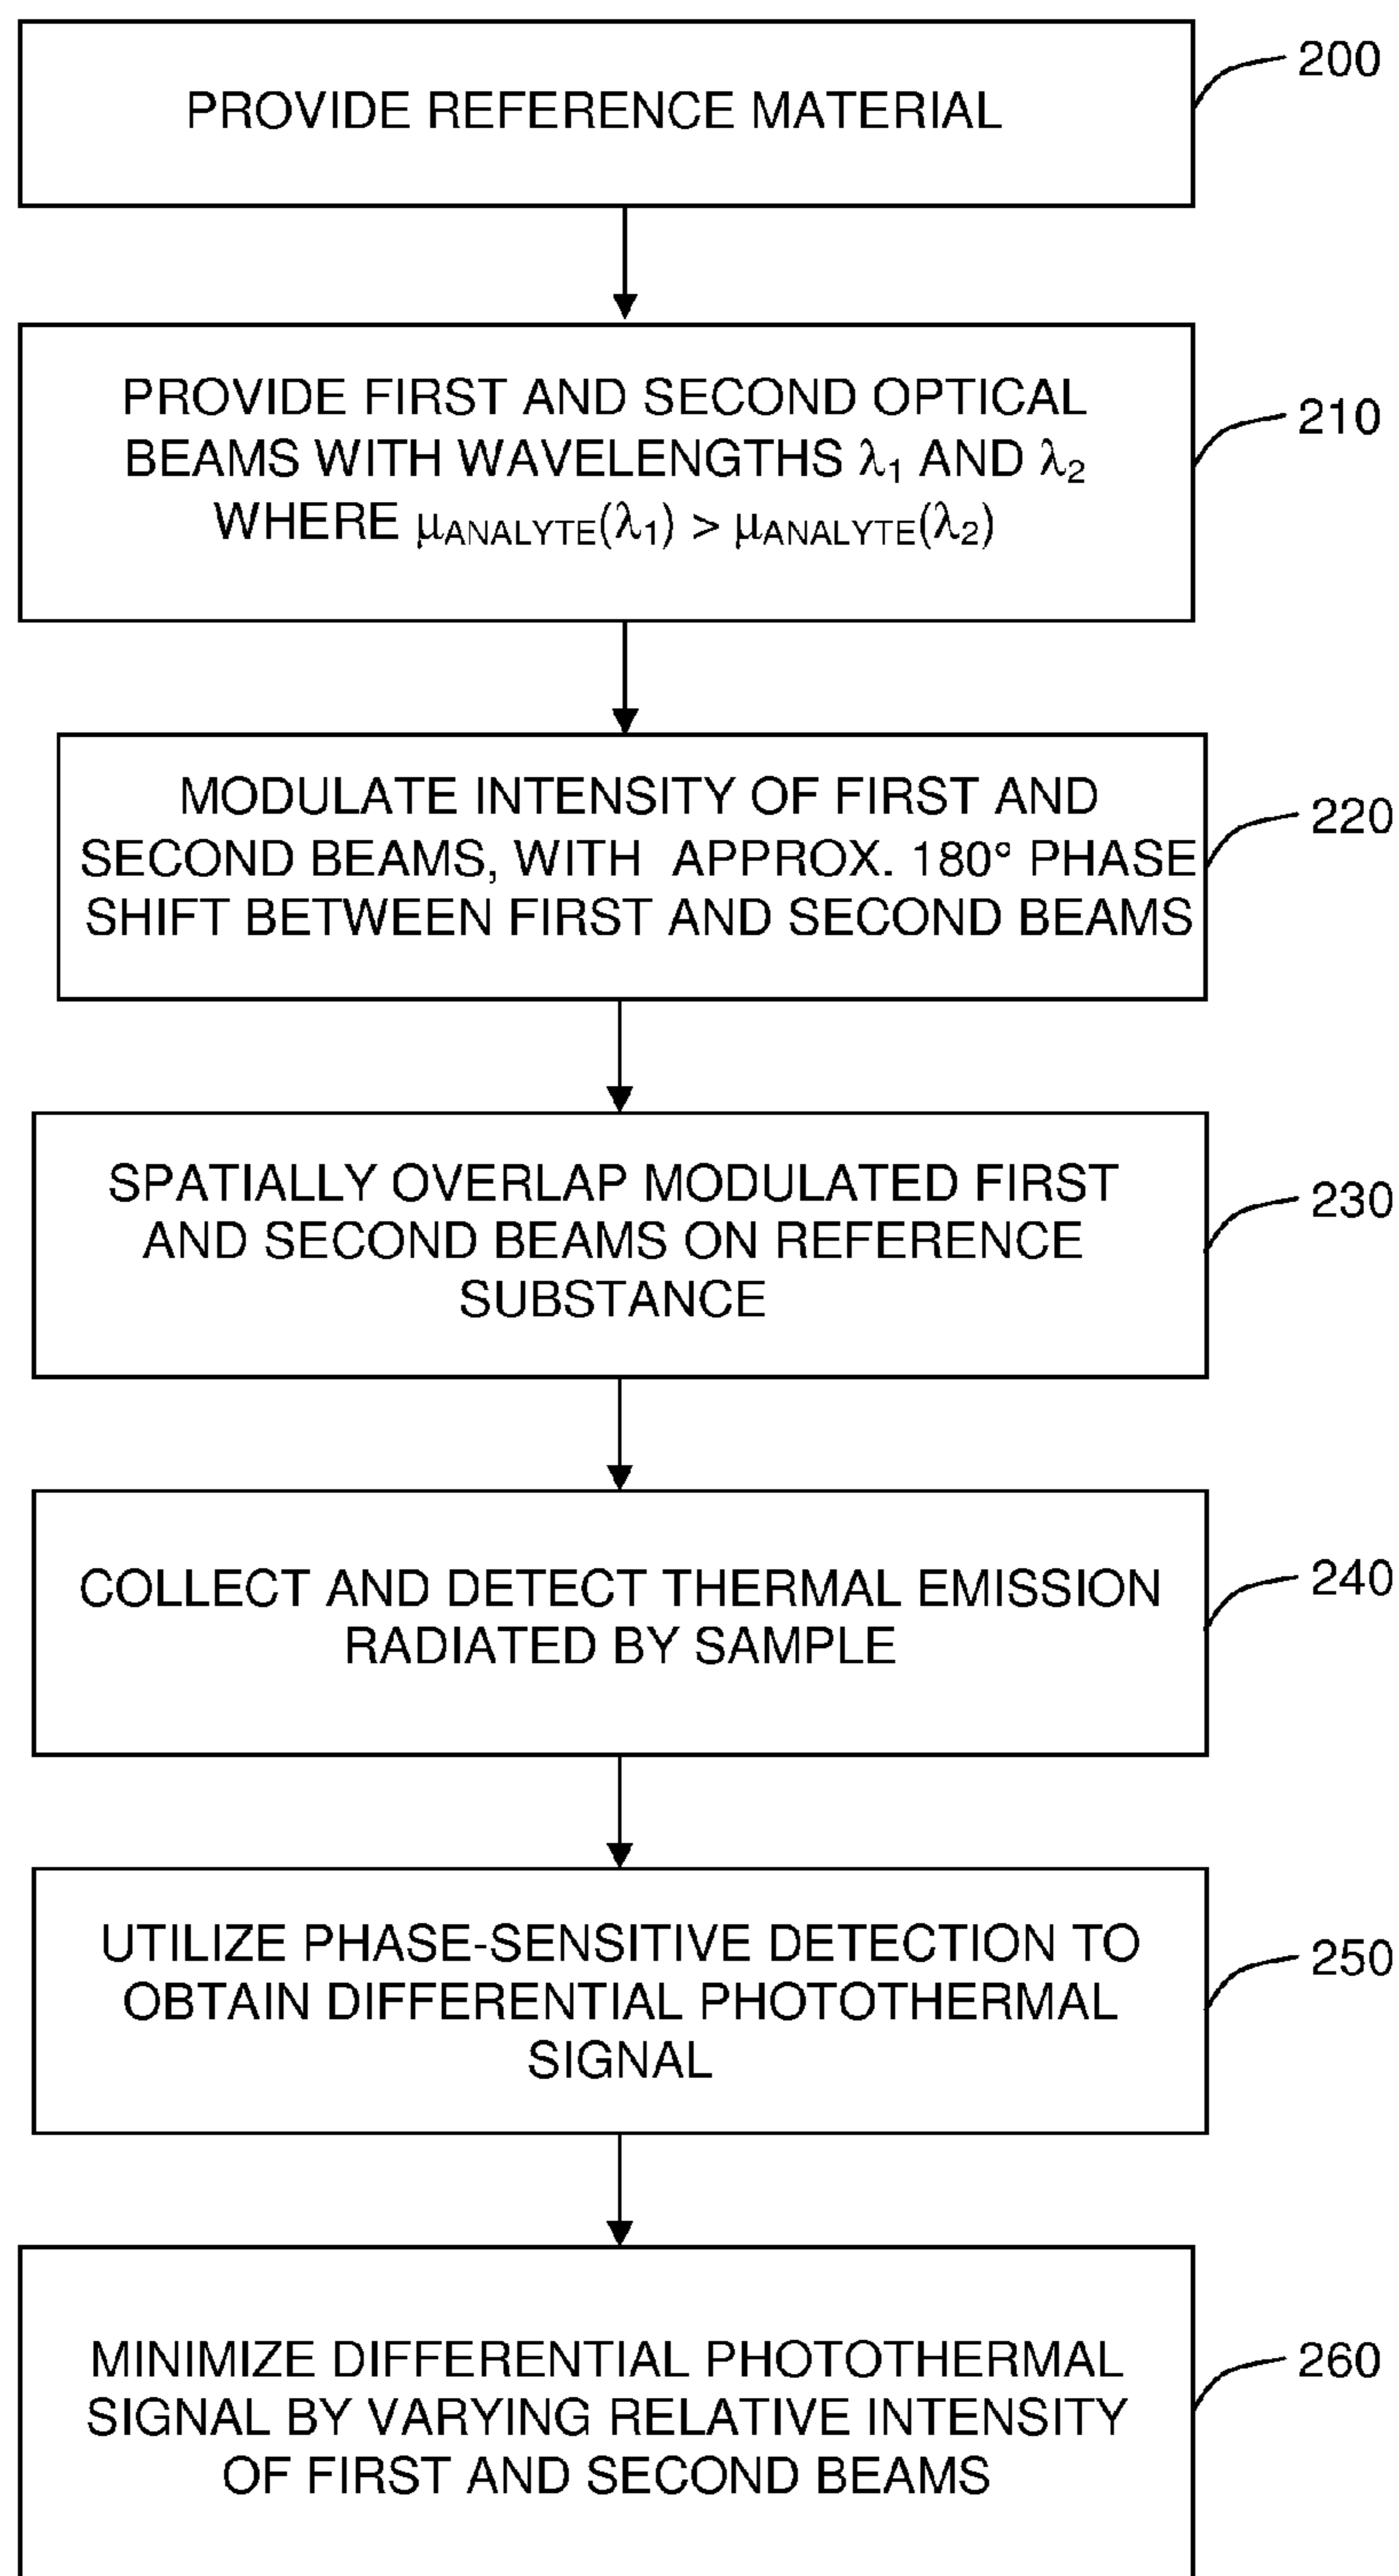 PROVIDE REFERENCE MATERIAL
200
PROVIDE FIRST AND SECOND OPTICAL
BEAMS WITH WAVELENGTHS λ₁ AND λ₂
WHERE μANALYTE(λ₁) > μANALYTE(λ₂)
210
MODULATE INTENSITY OF FIRST AND
SECOND BEAMS, WITH APPROX. 180° PHASE
SHIFT BETWEEN FIRST AND SECOND BEAMS
220
SPATIALLY OVERLAP MODULATED FIRST
AND SECOND BEAMS ON REFERENCE
SUBSTANCE
230
COLLECT AND DETECT THERMAL EMISSION
RADIATED BY SAMPLE
240
UTILIZE PHASE-SENSITIVE DETECTION TO
OBTAIN DIFFERENTIAL PHOTOTHERMAL
SIGNAL
250
MINIMIZE DIFFERENTIAL PHOTOTHERMAL
SIGNAL BY VARYING RELATIVE INTENSITY
OF FIRST AND SECOND BEAMS
260